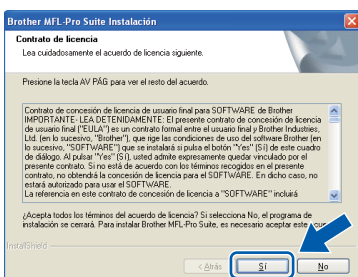 Brother MFL-Pro Suite Instalación
Contrato de licencia
Lea cuidadosamente el acuerdo de licencia siguiente.
Presione la tecla AV PÁG para ver el resto del acuerdo.
Contrato de concesión de licencia de usuario final para SOFTWARE de Brother
IMPORTANTE- LEA DETENIDAMENTE: El presente contrato de concesión de licencia
de usuario final ("EULA") es un contrato formal entre el usuario final y Brother Industries,
Ltd. (en lo sucesivo, "Brother"), que rige las condiciones de uso del software Brother (en
lo sucesivo, "SOFTWARE") que se instalará si pulsa el botón "Yes" (Sí) de este cuadro
de diálogo. Al pulsar "Yes" (Sí), usted admite expresamente quedar vinculado por el
presente contrato. Si no está de acuerdo con los términos recogidos en el presente
contrato, no obtendrá la concesión de licencia para el SOFTWARE. En dicho caso, no
estará autorizado para usar el SOFTWARE.
La referencia en este contrato de concesión de licencia a "SOFTWARE" incluirá
¿Acepta todos los términos del acuerdo de licencia? Si selecciona No, el programa de
instalación se cerrará. Para instalar Brother MFL-Pro Suite, es necesario aceptar este
InstallShield
< Atrás
Sí
No